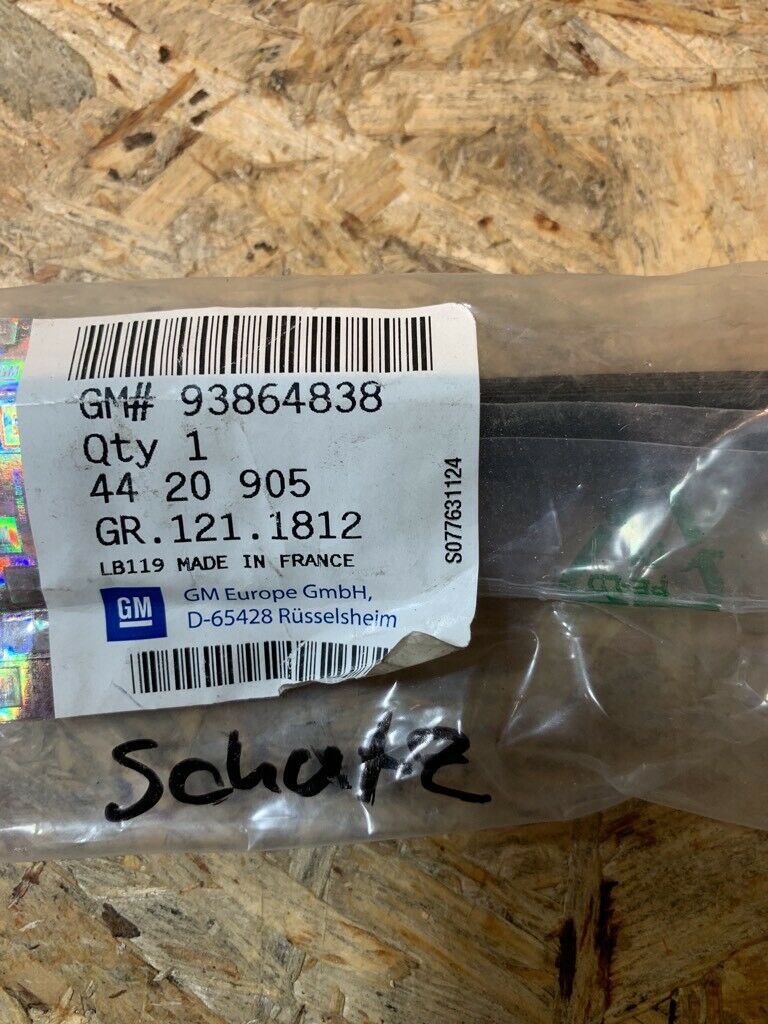 GM# 93864838
Qty 1
44 20 905
GR.121.1812
LB119 MADE IN FRANCE
S077631124
GM
GM Europe GmbH,
D-65428 Rüsselsheim
Schatz